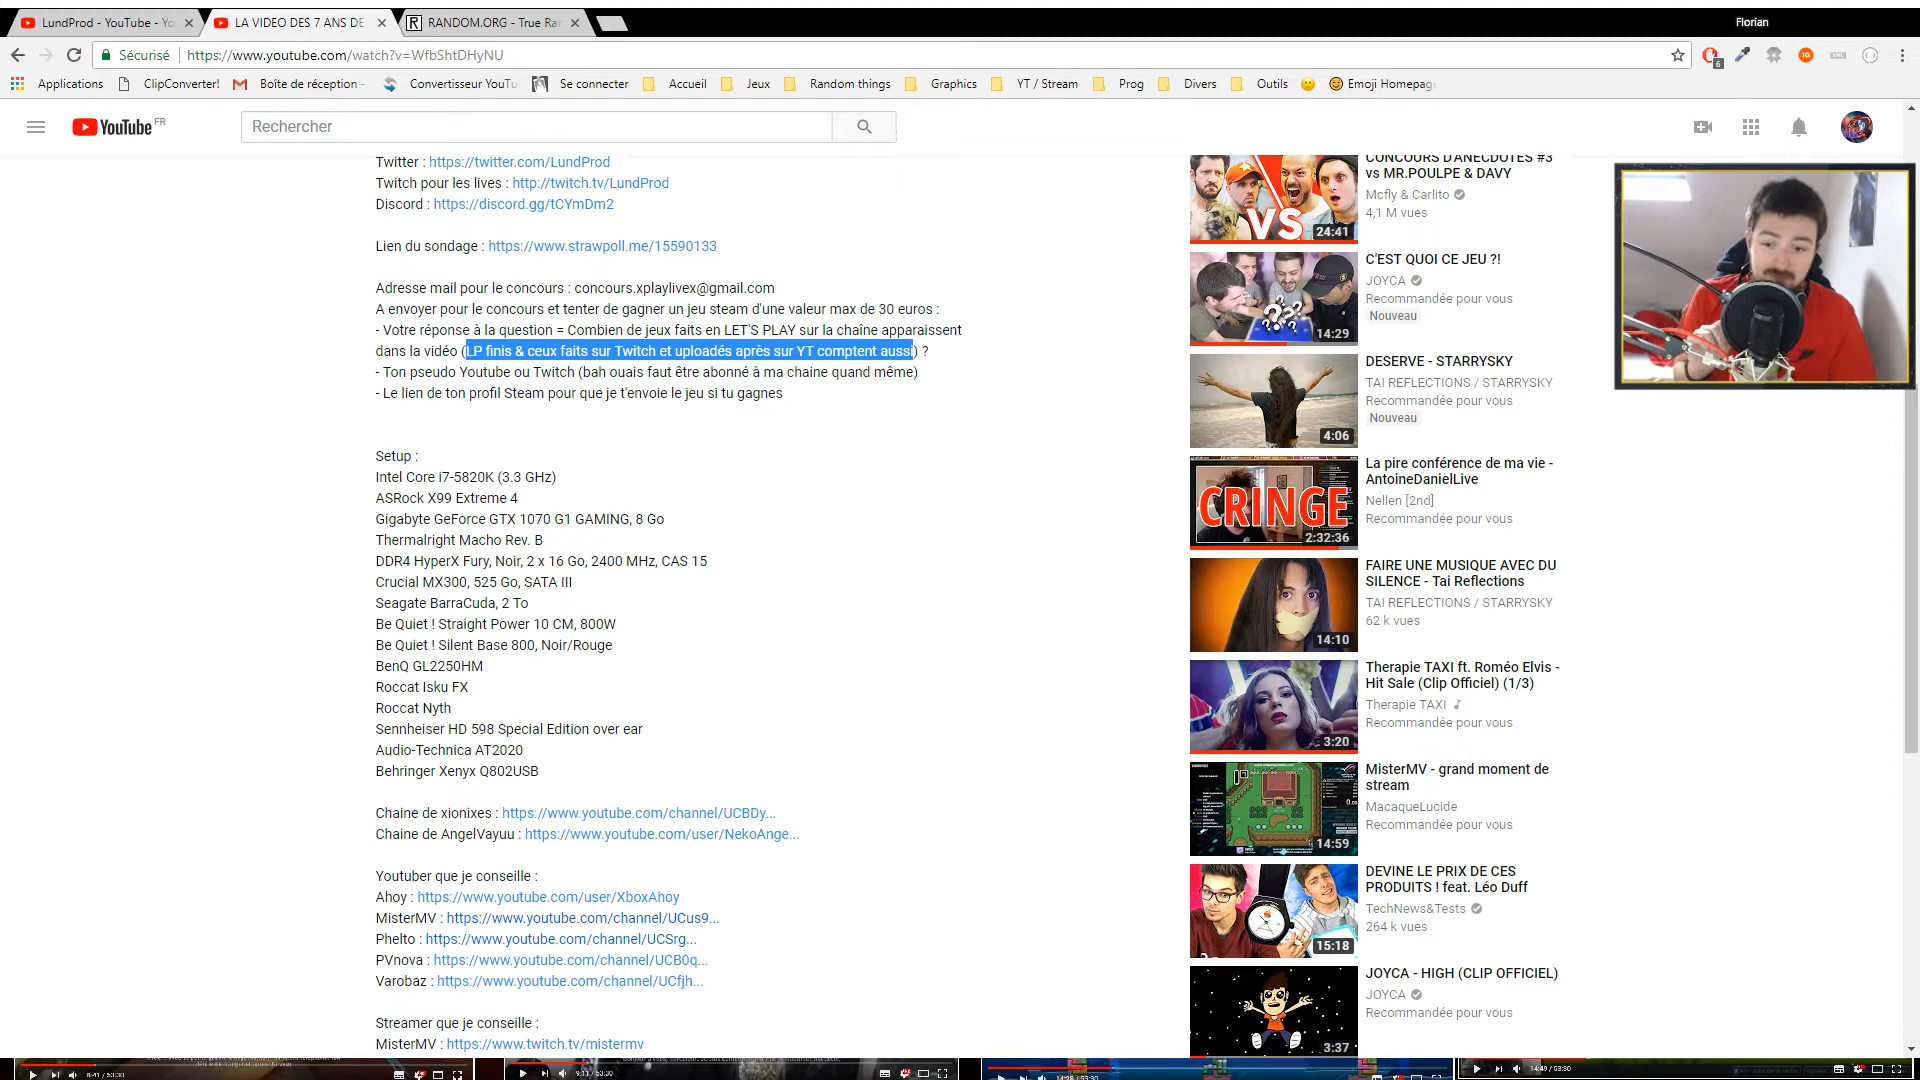 Florian
LundProd - YouTube - Yo
LA VIDEO DES 7 ANS DE
RANDOM.ORG - True Ra
Sécurisé
https://www.youtube.com/watch?v=WfbShtDHyNU
6
Applications
ClipConverter!
Boîte de réception -
Convertisseur YouTu
Se connecter
Accueil
Jeux
Random things
Graphics
YT / Stream
Prog
Divers
Outils
Emoji Homepag
YouTube FR
Rechercher
Twitter : https://twitter.com/LundProd
Twitch pour les lives : http://twitch.tv/LundProd
Discord : https://discord.gg/tCYmDm2
Lien du sondage : https://www.strawpoll.me/15590133
Adresse mail pour le concours : concours.xplaylivex@gmail.com
A envoyer pour le concours et tenter de gagner un jeu steam d'une valeur max de 30 euros :
- Votre réponse à la question = Combien de jeux faits en LET'S PLAY sur la chaîne apparaissent
dans la vidéo (LP finis & ceux faits sur Twitch et uploadés après sur YT comptent aussi) ?
- Ton pseudo Youtube ou Twitch (bah ouais faut être abonné à ma chaine quand même)
- Le lien de ton profil Steam pour que je t'envoie le jeu si tu gagnes
Setup :
Intel Core i7-5820K (3.3 GHz)
ASRock X99 Extreme 4
Gigabyte GeForce GTX 1070 G1 GAMING, 8 Go
Thermalright Macho Rev. B
DDR4 HyperX Fury, Noir, 2 x 16 Go, 2400 MHz, CAS 15
Crucial MX300, 525 Go, SATA III
Seagate BarraCuda, 2 To
Be Quiet ! Straight Power 10 CM, 800W
Be Quiet ! Silent Base 800, Noir/Rouge
BenQ GL2250HM
Roccat Isku FX
Roccat Nyth
Sennheiser HD 598 Special Edition over ear
Audio-Technica AT2020
Behringer Xenyx Q802USB
Chaine de xionixes : https://www.youtube.com/channel/UCBDy...
Chaine de AngelVayuu : https://www.youtube.com/user/NekoAnge...
Youtuber que je conseille :
Ahoy : https://www.youtube.com/user/XboxAhoy
MisterMV : https://www.youtube.com/channel/UCus9...
Phelto : https://www.youtube.com/channel/UCSrg...
PVnova : https://www.youtube.com/channel/UCB0q...
Varobaz : https://www.youtube.com/channel/UCfjh...
Streamer que je conseille :
MisterMV : https://www.twitch.tv/mistermv
VS
24:41
CONCOURS D'ANECDOTES #3
vs MR.POULPE & DAVY
Mcfly & Carlito
4,1 M vues
???
14:29
C'EST QUOI CE JEU ?!
JOYCA
Recommandée pour vous
Nouveau
4:06
DESERVE - STARRYSKY
TAI REFLECTIONS / STARRYSKY
Recommandée pour vous
Nouveau
CRINGE
2:32:36
La pire conférence de ma vie -
AntoineDanielLive
Nellen [2nd]
Recommandée pour vous
14:10
FAIRE UNE MUSIQUE AVEC DU
SILENCE - Tai Reflections
TAI REFLECTIONS / STARRYSKY
62 k vues
3:20
Therapie TAXI ft. Roméo Elvis -
Hit Sale (Clip Officiel) (1/3)
Therapie TAXI
Recommandée pour vous
14:59
MisterMV - grand moment de
stream
MacaqueLucide
Recommandée pour vous
15:18
DEVINE LE PRIX DE CES
PRODUITS ! feat. Léo Duff
TechNews&Tests
264 k vues
3:37
JOYCA - HIGH (CLIP OFFICIEL)
JOYCA
Recommandée pour vous
8:41 / 53:30
9:11 / 53:30
14:28 / 53:30
14:49 / 53:30